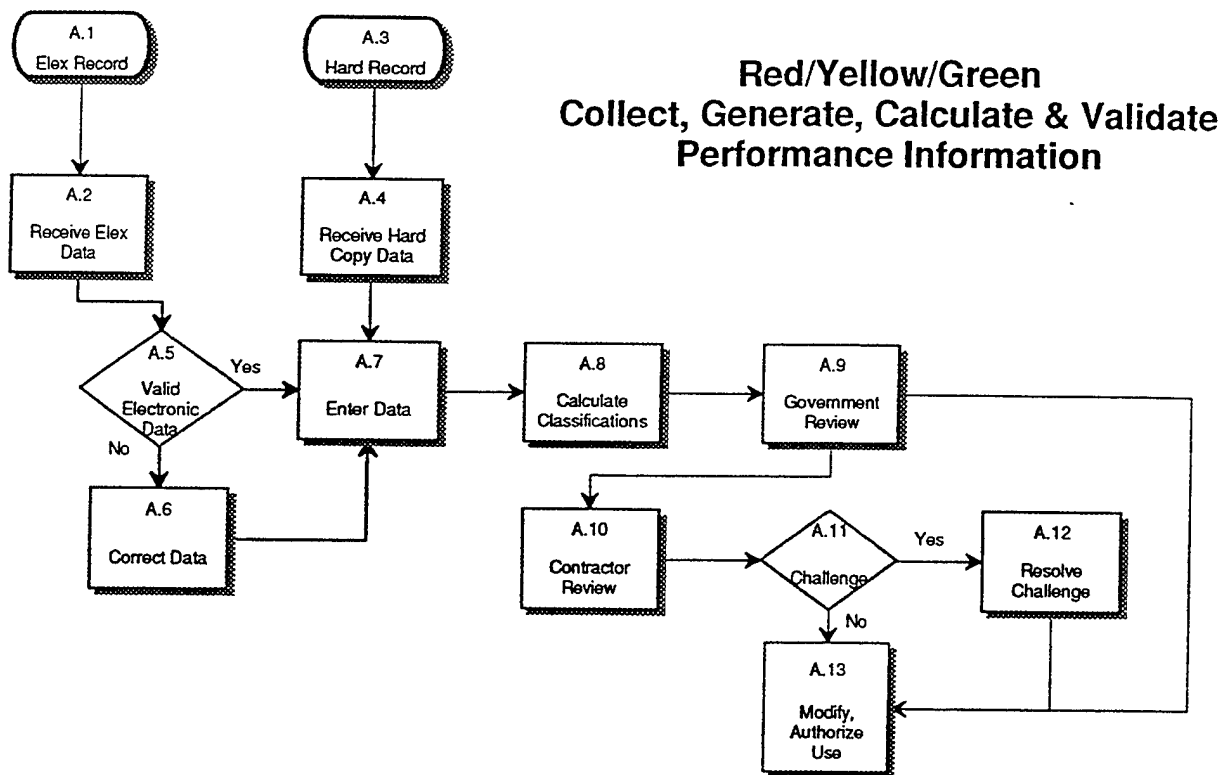 A.1
Elex Record
A.3
Hard Record
Red/Yellow/Green
Collect, Generate, Calculate & Validate
Performance Information
A.2
Receive Elex
Data
A.4
Receive Hard
Copy Data
A.5
Valid
Electronic
Data
Yes
No
A.7
Enter Data
A.8
Calculate
Classifications
A.9
Government
Review
A.6
Correct Data
A.10
Contractor
Review
A.11
Challenge
Yes
No
A.12
Resolve
Challenge
A.13
Modify,
Authorize
Use